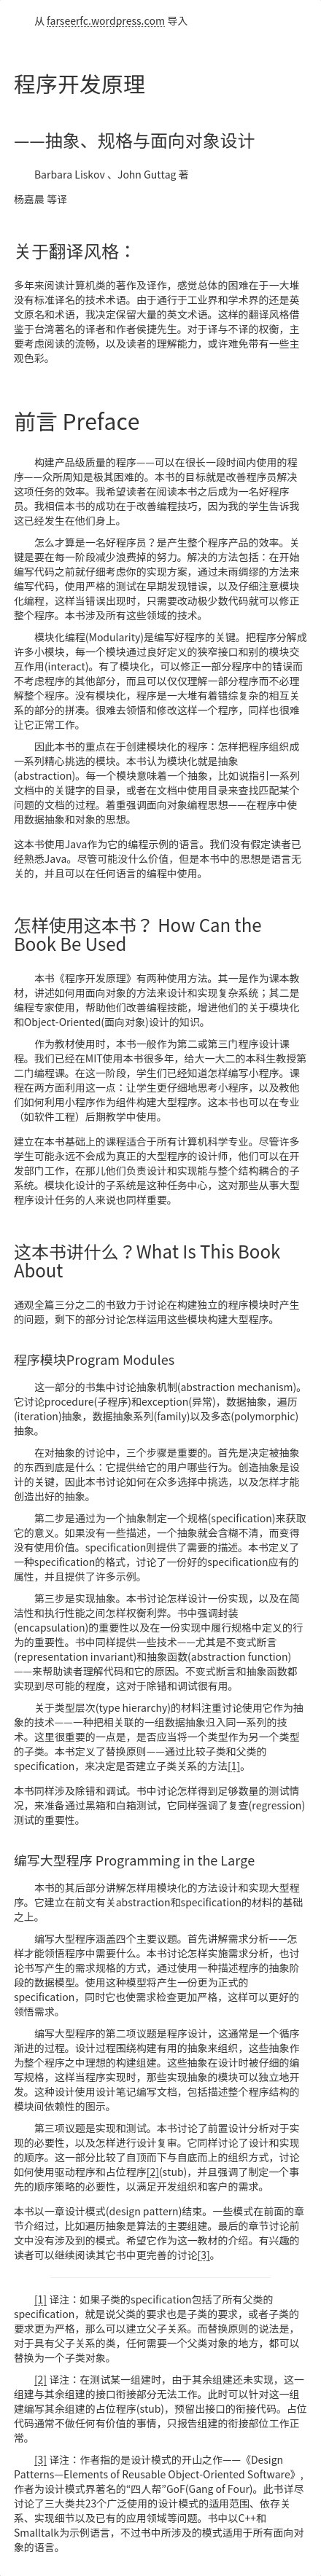 从 farseerfc.wordpress.com 导入
程序开发原理
——抽象、规格与面向对象设计
Barbara Liskov 、John Guttag 著
杨嘉晨 等译
关于翻译风格：
多年来阅读计算机类的著作及译作，感觉总体的困难在于一大堆
没有标准译名的技术术语。由于通行于工业界和学术界的还是英
文原名和术语，我决定保留大量的英文术语。这样的翻译风格借
鉴于台湾著名的译者和作者侯捷先生。对于译与不译的权衡，主
要考虑阅读的流畅，以及读者的理解能力，或许难免带有一些主
观色彩。
前言 Preface
构建产品级质量的程序——可以在很长一段时间内使用的程
序——众所周知是极其困难的。本书的目标就是改善程序员解决
这项任务的效率。我希望读者在阅读本书之后成为一名好程序
员。我相信本书的成功在于改善编程技巧，因为我的学生告诉我
这已经发生在他们身上。
怎么才算是一名好程序员？是产生整个程序产品的效率。关
键是要在每一阶段减少浪费掉的努力。解决的方法包括：在开始
编写代码之前就仔细考虑你的实现方案，通过未雨绸缪的方法来
编写代码，使用严格的测试在早期发现错误，以及仔细注意模块
化编程，这样当错误出现时，只需要改动极少数代码就可以修正
整个程序。本书涉及所有这些领域的技术。
模块化编程(Modularity)是编写好程序的关键。把程序分解成
许多小模块，每一个模块通过良好定义的狭窄接口和别的模块交
互作用(interact)。有了模块化，可以修正一部分程序中的错误而
不考虑程序的其他部分，而且可以仅仅理解一部分程序而不必理
解整个程序。没有模块化，程序是一大堆有着错综复杂的相互关
系的部分的拼凑。很难去领悟和修改这样一个程序，同样也很难
让它正常工作。
因此本书的重点在于创建模块化的程序：怎样把程序组织成
一系列精心挑选的模块。本书认为模块化就是抽象
(abstraction)。每一个模块意味着一个抽象，比如说指引一系列
文档中的关键字的目录，或者在文档中使用目录来查找匹配某个
问题的文档的过程。着重强调面向对象编程思想——在程序中使
用数据抽象和对象的思想。
这本书使用Java作为它的编程示例的语言。我们没有假定读者已
经熟悉Java。尽管可能没什么价值，但是本书中的思想是语言无
关的，并且可以在任何语言的编程中使用。
怎样使用这本书？ How Can the
Book Be Used
本书《程序开发原理》有两种使用方法。其一是作为课本教
材，讲述如何用面向对象的方法来设计和实现复杂系统；其二是
编程专家使用，帮助他们改善编程技能，增进他们的关于模块化
和Object-Oriented(面向对象)设计的知识。
作为教材使用时，本书一般作为第二或第三门程序设计课
程。我们已经在MIT使用本书很多年，给大一大二的本科生教授第
二门编程课。在这一阶段，学生们已经知道怎样编写小程序。课
程在两方面利用这一点：让学生更仔细地思考小程序，以及教他
们如何利用小程序作为组件构建大型程序。这本书也可以在专业
（如软件工程）后期教学中使用。
建立在本书基础上的课程适合于所有计算机科学专业。尽管许多
学生可能永远不会成为真正的大型程序的设计师，他们可以在开
发部门工作，在那儿他们负责设计和实现能与整个结构耦合的子
系统。模块化设计的子系统是这种任务中心，这对那些从事大型
程序设计任务的人来说也同样重要。
这本书讲什么？What Is This Book
About
通观全篇三分之二的书致力于讨论在构建独立的程序模块时产生
的问题，剩下的部分讨论怎样运用这些模块构建大型程序。
程序模块Program Modules
这一部分的书集中讨论抽象机制(abstraction mechanism)。
它讨论procedure(子程序)和exception(异常)，数据抽象，遍历
(iteration)抽象，数据抽象系列(family)以及多态(polymorphic)
抽象。
在对抽象的讨论中，三个步骤是重要的。首先是决定被抽象
的东西到底是什么：它提供给它的用户哪些行为。创造抽象是设
计的关键，因此本书讨论如何在众多选择中挑选，以及怎样才能
创造出好的抽象。
第二步是通过为一个抽象制定一个规格(specification)来获取
它的意义。如果没有一些描述，一个抽象就会含糊不清，而变得
没有使用价值。specification则提供了需要的描述。本书定义了
一种specification的格式，讨论了一份好的specification应有的
属性，并且提供了许多示例。
第三步是实现抽象。本书讨论怎样设计一份实现，以及在简
洁性和执行性能之间怎样权衡利弊。书中强调封装
(encapsulation)的重要性以及在一份实现中履行规格中定义的行
为的重要性。书中同样提供一些技术——尤其是不变式断言
(representation invariant)和抽象函数(abstraction function)
——来帮助读者理解代码和它的原因。不变式断言和抽象函数都
实现到尽可能的程度，这对于除错和调试很有用。
关于类型层次(type hierarchy)的材料注重讨论使用它作为抽
象的技术——一种把相关联的一组数据抽象归入同一系列的技
术。这里很重要的一点是，是否应当将一个类型作为另一个类型
的子类。本书定义了替换原则——通过比较子类和父类的
specification，来决定是否建立子类关系的方法[1]。
本书同样涉及除错和调试。书中讨论怎样得到足够数量的测试情
况，来准备通过黑箱和白箱测试，它同样强调了复查(regression)
测试的重要性。
编写大型程序 Programming in the Large
本书的其后部分讲解怎样用模块化的方法设计和实现大型程
序。它建立在前文有关abstraction和specification的材料的基础
之上。
编写大型程序涵盖四个主要议题。首先讲解需求分析——怎
样才能领悟程序中需要什么。本书讨论怎样实施需求分析，也讨
论书写产生的需求规格的方式，通过使用一种描述程序的抽象阶
段的数据模型。使用这种模型将产生一份更为正式的
specification，同时它也使需求检查更加严格，这样可以更好的
领悟需求。
编写大型程序的第二项议题是程序设计，这通常是一个循序
渐进的过程。设计过程围绕构建有用的抽象来组织，这些抽象作
为整个程序之中理想的构建组建。这些抽象在设计时被仔细的编
写规格，这样当程序实现时，那些实现抽象的模块可以独立地开
发。这种设计使用设计笔记编写文档，包括描述整个程序结构的
模块间依赖性的图示。
第三项议题是实现和测试。本书讨论了前置设计分析对于实
现的必要性，以及怎样进行设计复审。它同样讨论了设计和实现
的顺序。这一部分比较了自顶而下与自底而上的组织方式，讨论
如何使用驱动程序和占位程序[2](stub)，并且强调了制定一个事
先的顺序策略的必要性，以满足开发组织和客户的需求。
本书以一章设计模式(design pattern)结束。一些模式在前面的章
节介绍过，比如遍历抽象是算法的主要组建。最后的章节讨论前
文中没有涉及到的模式。希望它作为这一教材的介绍。有兴趣的
读者可以继续阅读其它书中更完善的讨论[3]。
[1] 译注：如果子类的specification包括了所有父类的
specification，就是说父类的要求也是子类的要求，或者子类的
要求更为严格，那么可以建立父子关系。而替换原则的说法是，
对于具有父子关系的类，任何需要一个父类对象的地方，都可以
替换为一个子类对象。
[2] 译注：在测试某一组建时，由于其余组建还未实现，这一
组建与其余组建的接口衔接部分无法工作。此时可以针对这一组
建编写其余组建的占位程序(stub)，预留出接口的衔接代码。占位
代码通常不做任何有价值的事情，只报告组建的衔接部位工作正
常。
[3] 译注：作者指的是设计模式的开山之作——《Design
Patterns—Elements of Reusable Object-Oriented Software》,
作者为设计模式界著名的“四人帮”GoF(Gang of Four)。此书详尽
讨论了三大类共23个广泛使用的设计模式的适用范围、依存关
系、实现细节以及已有的应用领域等问题。书中以C++和
Smalltalk为示例语言，不过书中所涉及的模式适用于所有面向对
象的语言。